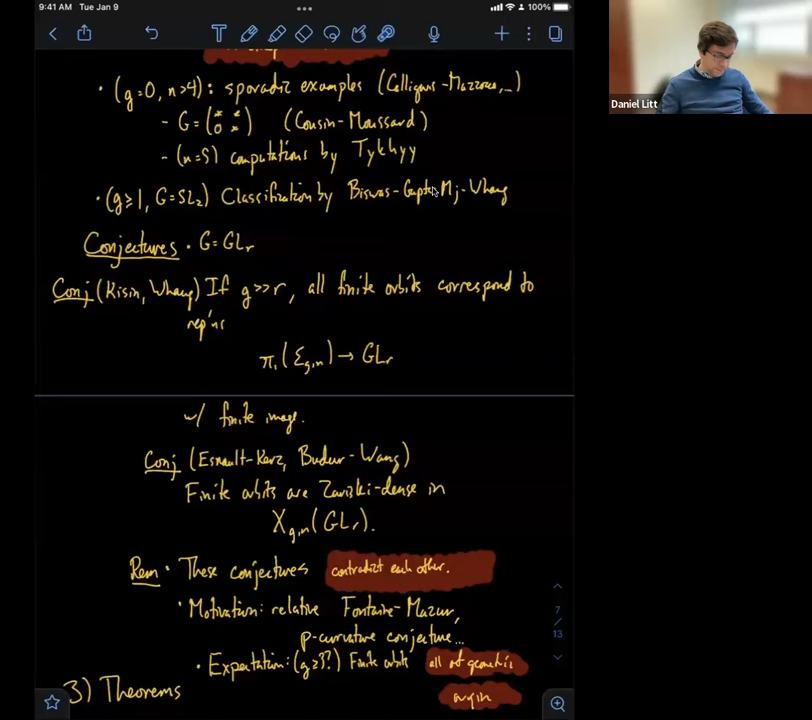 9:41 AM Tue Jan 9
100%
Daniel Litt
• (g=0, n>4): sporadic examples (Calligaris-Mazzocco,...)
- G = (* * 0 *) (Cousin-Moussard)
- (n=5) computations by Tykhyy
• (g≥1, G=SL₂) Classification by Biswas-Gupta-Mj-Whang
Conjectures. G=GLᵣ
Conj (Kisin, Whang) If g>>r, all finite orbits correspond to
rep'ns
π₁(Σg,n) → GLᵣ
w/ finite image.
Conj (Esnault-Kerz, Budur-Wang)
Finite orbits are Zariski-dense in
Xg,n(GLᵣ).
Rem • These conjectures contradict each other.
• Motivation: relative Fontaine-Mazur,
p-curvature conjecture...
• Expectation: (g≥3?) Finite orbits all of geometric
origin
3) Theorems
7
/
13